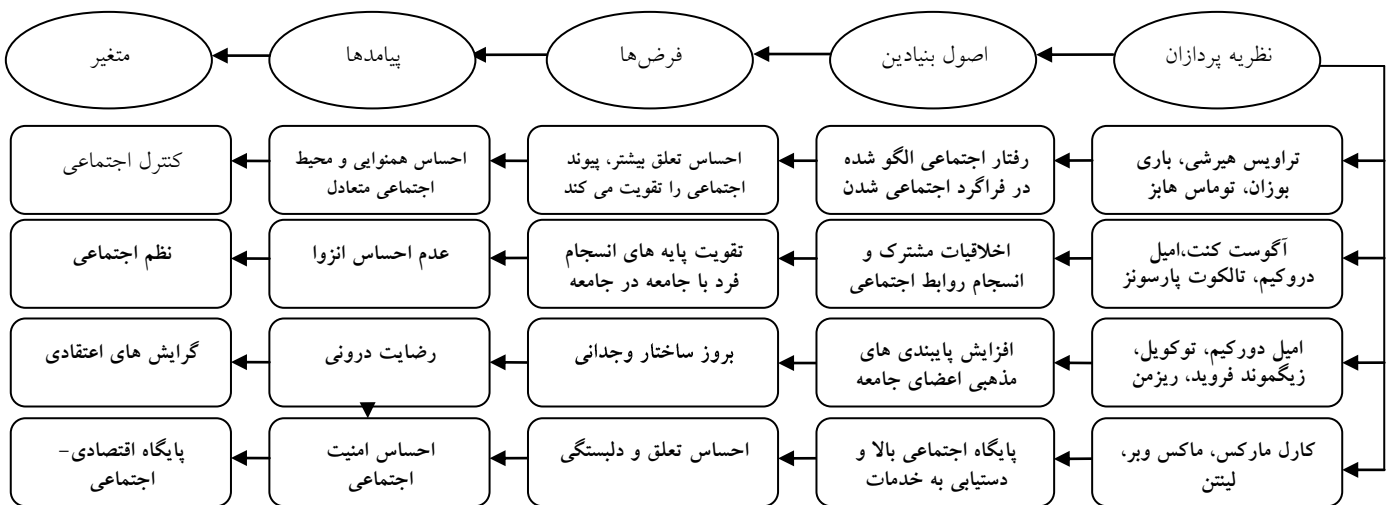 نظریه پردازان
اصول بنیادین
فرض‌ها
پیامدها
متغیر
تراویس هیرشی، باری
بوزان، توماس هابز
رفتار اجتماعی الگو شده
در فراگرد اجتماعی شدن
احساس تعلق بیشتر، پیوند
اجتماعی را تقویت می کند
احساس همنوایی و محیط
اجتماعی متعادل
کنترل اجتماعی
آگوست کنت،امیل
دروکیم، تالکوت پارسونز
اخلاقیات مشترک و
انسجام روابط اجتماعی
تقویت پایه های انسجام
فرد با جامعه در جامعه
عدم احساس انزوا
نظم اجتماعی
امیل دورکیم، توکویل،
زیگموند فروید، ریزمن
افزایش پایبندی های
مذهبی اعضای جامعه
بروز ساختار وجدانی
رضایت درونی
گرایش های اعتقادی
کارل مارکس، ماکس وبر،
لینتن
پایگاه اجتماعی بالا و
دستیابی به خدمات
احساس تعلق و دلبستگی
احساس امنیت
اجتماعی
پایگاه اقتصادی-
اجتماعی